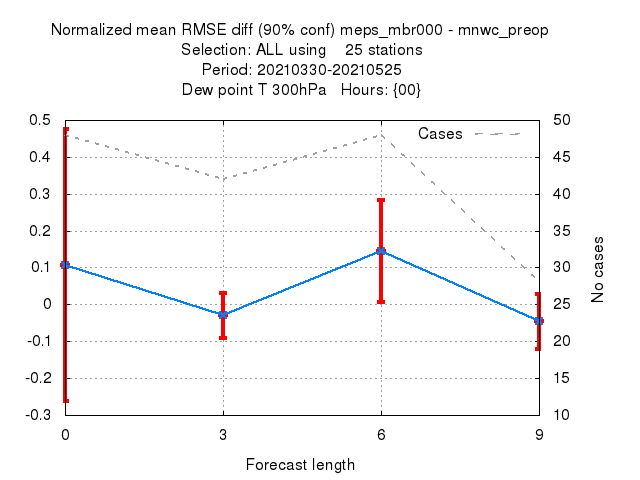 Normalized mean RMSE diff (90% conf) meps_mbr000 - mnwc_preop
Selection: ALL using    25 stations
Period: 20210330-20210525
Dew point T 300hPa   Hours: {00}
Cases
0.5
0.4
0.3
0.2
0.1
0
-0.1
-0.2
-0.3
50
45
40
35
30
25
20
15
10
No cases
0 3 6 9
Forecast length